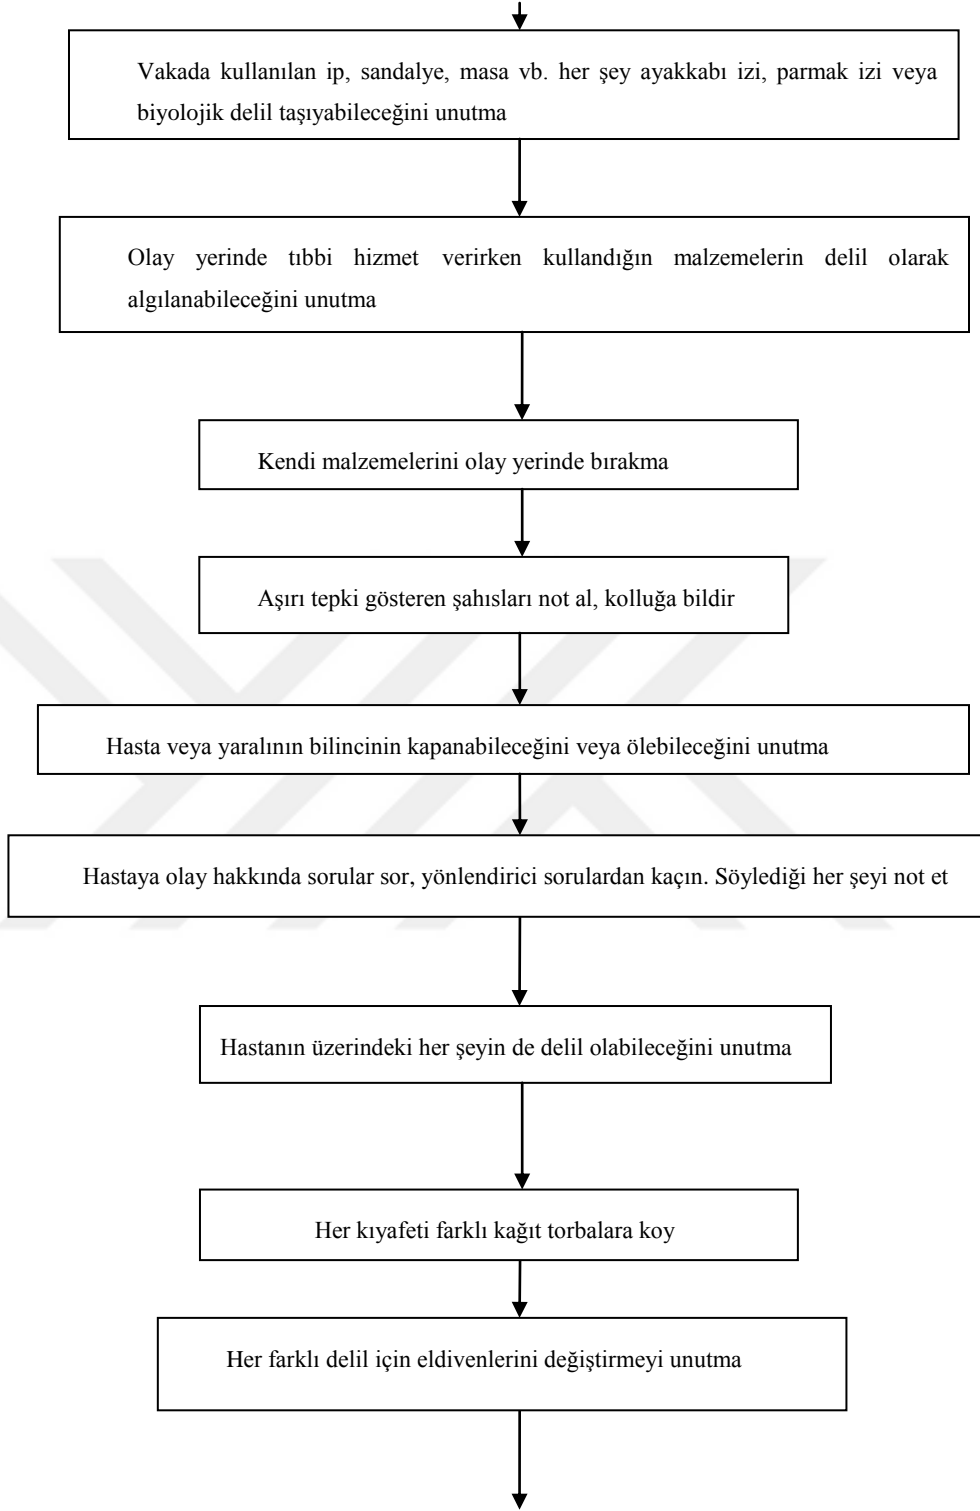 Vakada kullanılan ip, sandalye, masa vb. her şey ayakkabı izi, parmak izi veya
biyolojik delil taşıyabileceğini unutma
Olay yerinde tıbbi hizmet verirken kullandığın malzemelerin delil olarak
algılanabileceğini unutma
Kendi malzemelerini olay yerinde bırakma
Aşırı tepki gösteren şahısları not al, kolluğa bildir
Hasta veya yaralının bilincinin kapanabileceğini veya ölebileceğini unutma
Hastaya olay hakkında sorular sor, yönlendirici sorulardan kaçın. Söylediği her şeyi not et
Hastanın üzerindeki her şeyin de delil olabileceğini unutma
Her kıyafeti farklı kağıt torbalara koy
Her farklı delil için eldivenlerini değiştirmeyi unutma